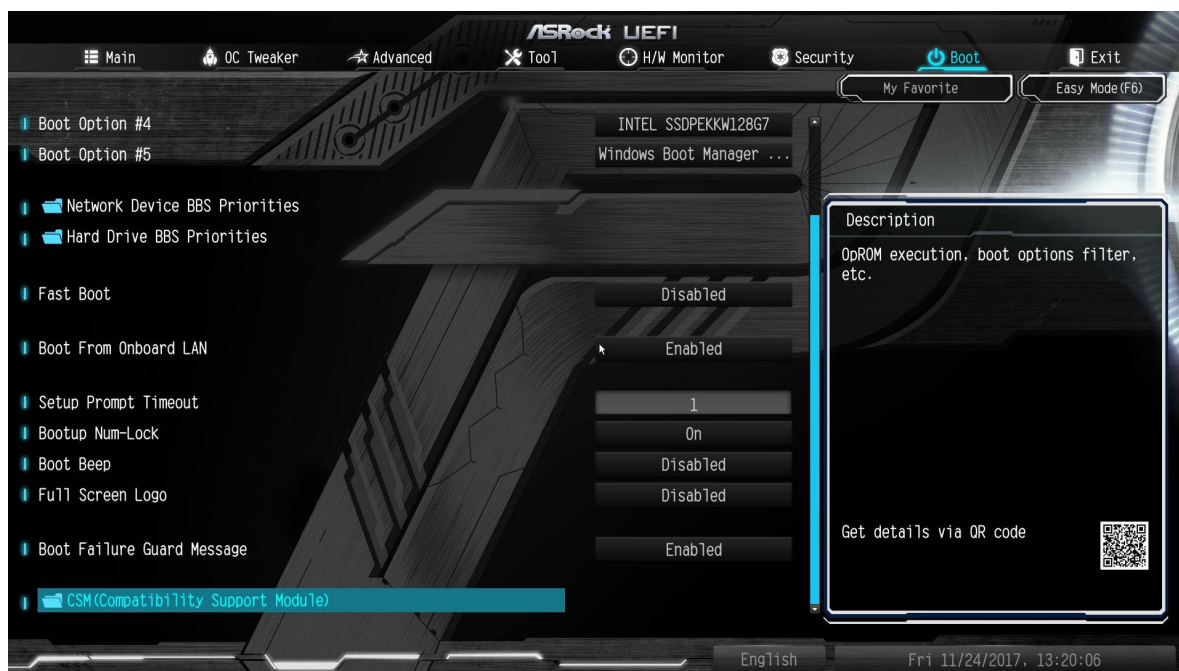 ASRock UEFI
Main OC Tweaker Advanced Tool H/W Monitor Security Boot Exit
My Favorite Easy Mode(F6)
Boot Option #4 INTEL SSDPEKKW128G7
Boot Option #5 Windows Boot Manager ...
Network Device BBS Priorities
Hard Drive BBS Priorities
Fast Boot Disabled
Boot From Onboard LAN Enabled
Setup Prompt Timeout 1
Bootup Num-Lock On
Boot Beep Disabled
Full Screen Logo Disabled
Boot Failure Guard Message Enabled
CSM(Compatibility Support Module)
Description
OpROM execution, boot options filter,
etc.
Get details via QR code
English Fri 11/24/2017, 13:20:06